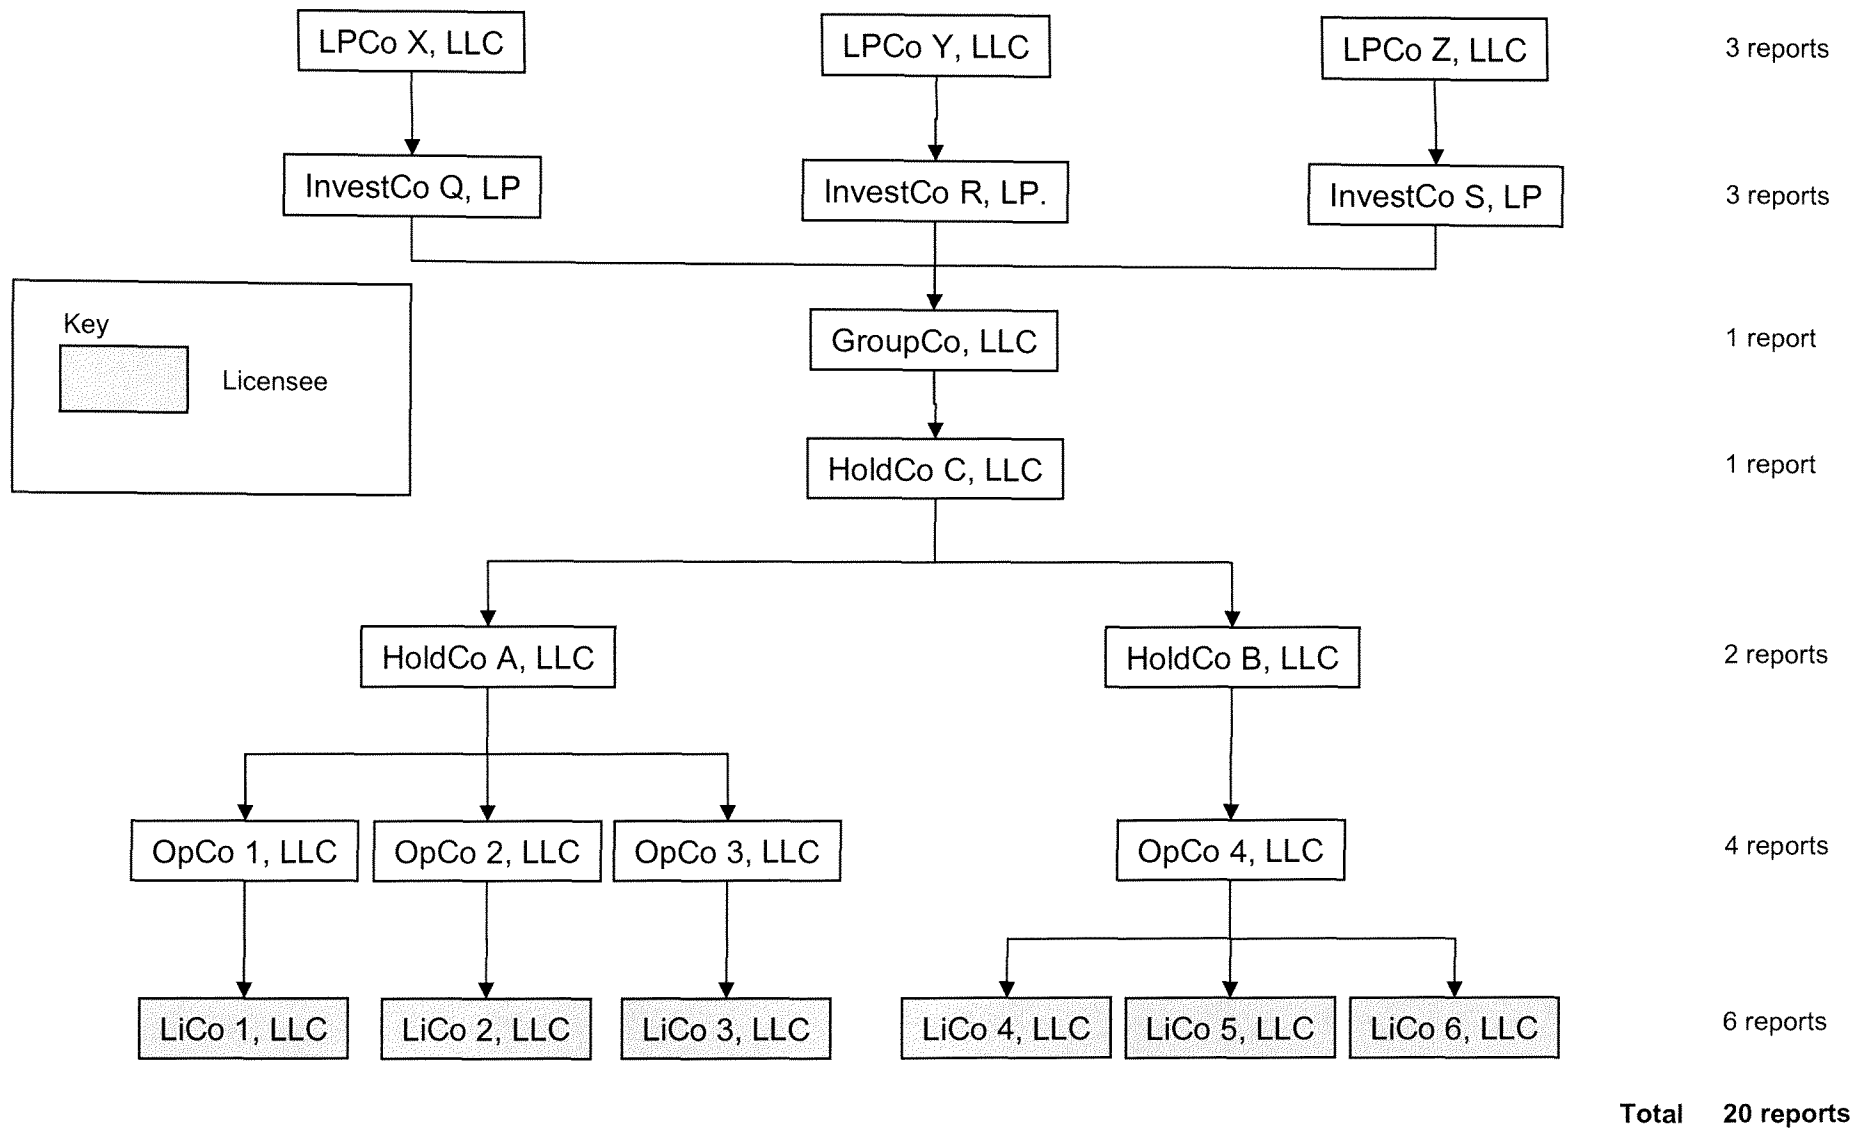 LPCo X, LLC
LPCo Y, LLC
LPCo Z, LLC
3 reports
InvestCo Q, LP
InvestCo R, LP.
InvestCo S, LP
3 reports
Key
Licensee
GroupCo, LLC
1 report
HoldCo C, LLC
1 report
HoldCo A, LLC
HoldCo B, LLC
2 reports
OpCo 1, LLC
OpCo 2, LLC
OpCo 3, LLC
OpCo 4, LLC
4 reports
LiCo 1, LLC
LiCo 2, LLC
LiCo 3, LLC
LiCo 4, LLC
LiCo 5, LLC
LiCo 6, LLC
6 reports
Total 20 reports